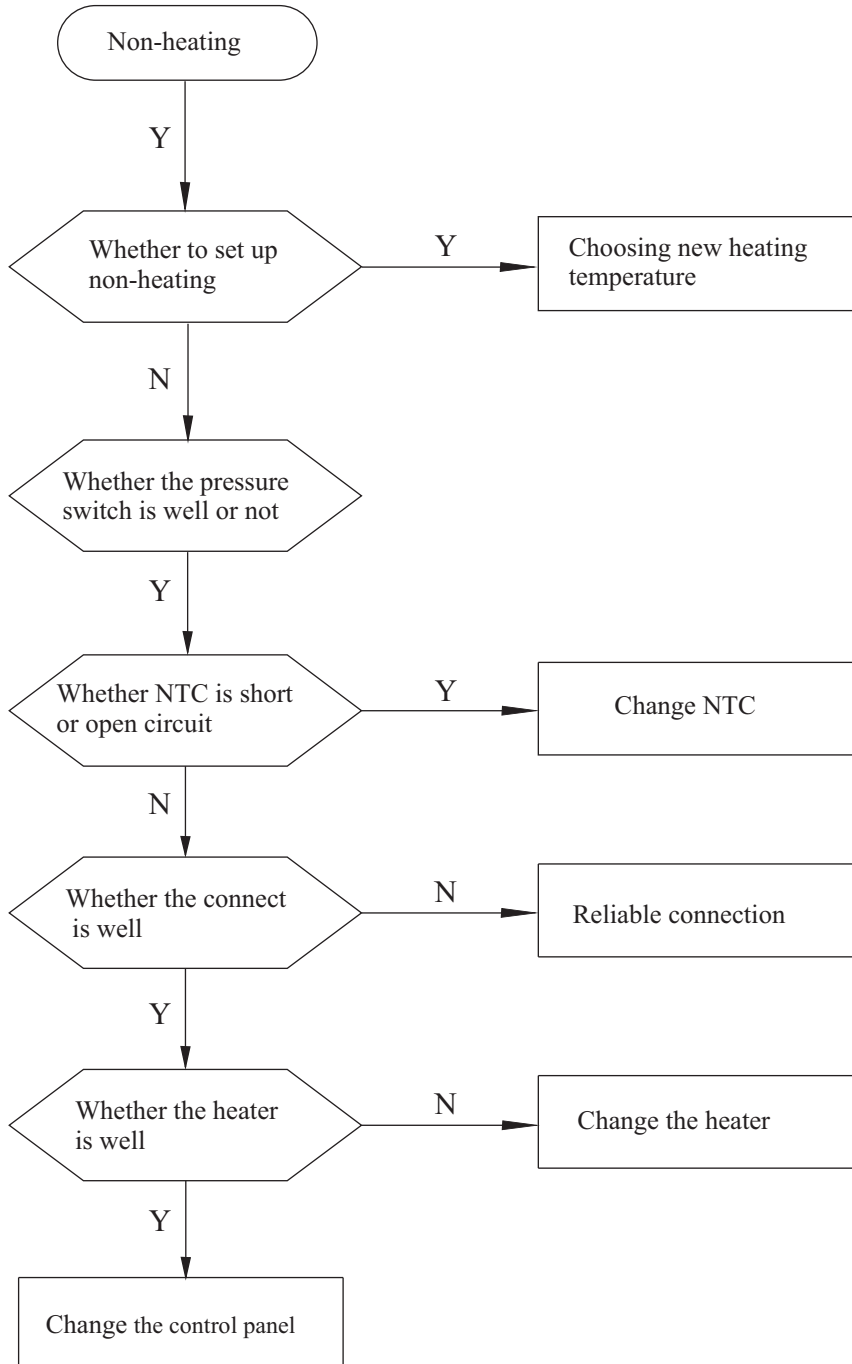 Non-heating
Y
Whether to set up
non-heating
Y
Choosing new heating
temperature
N
Whether the pressure
switch is well or not
Y
Whether NTC is short
or open circuit
Y
Change NTC
N
Whether the connect
is well
N
Reliable connection
Y
Whether the heater
is well
N
Change the heater
Y
Change the control panel